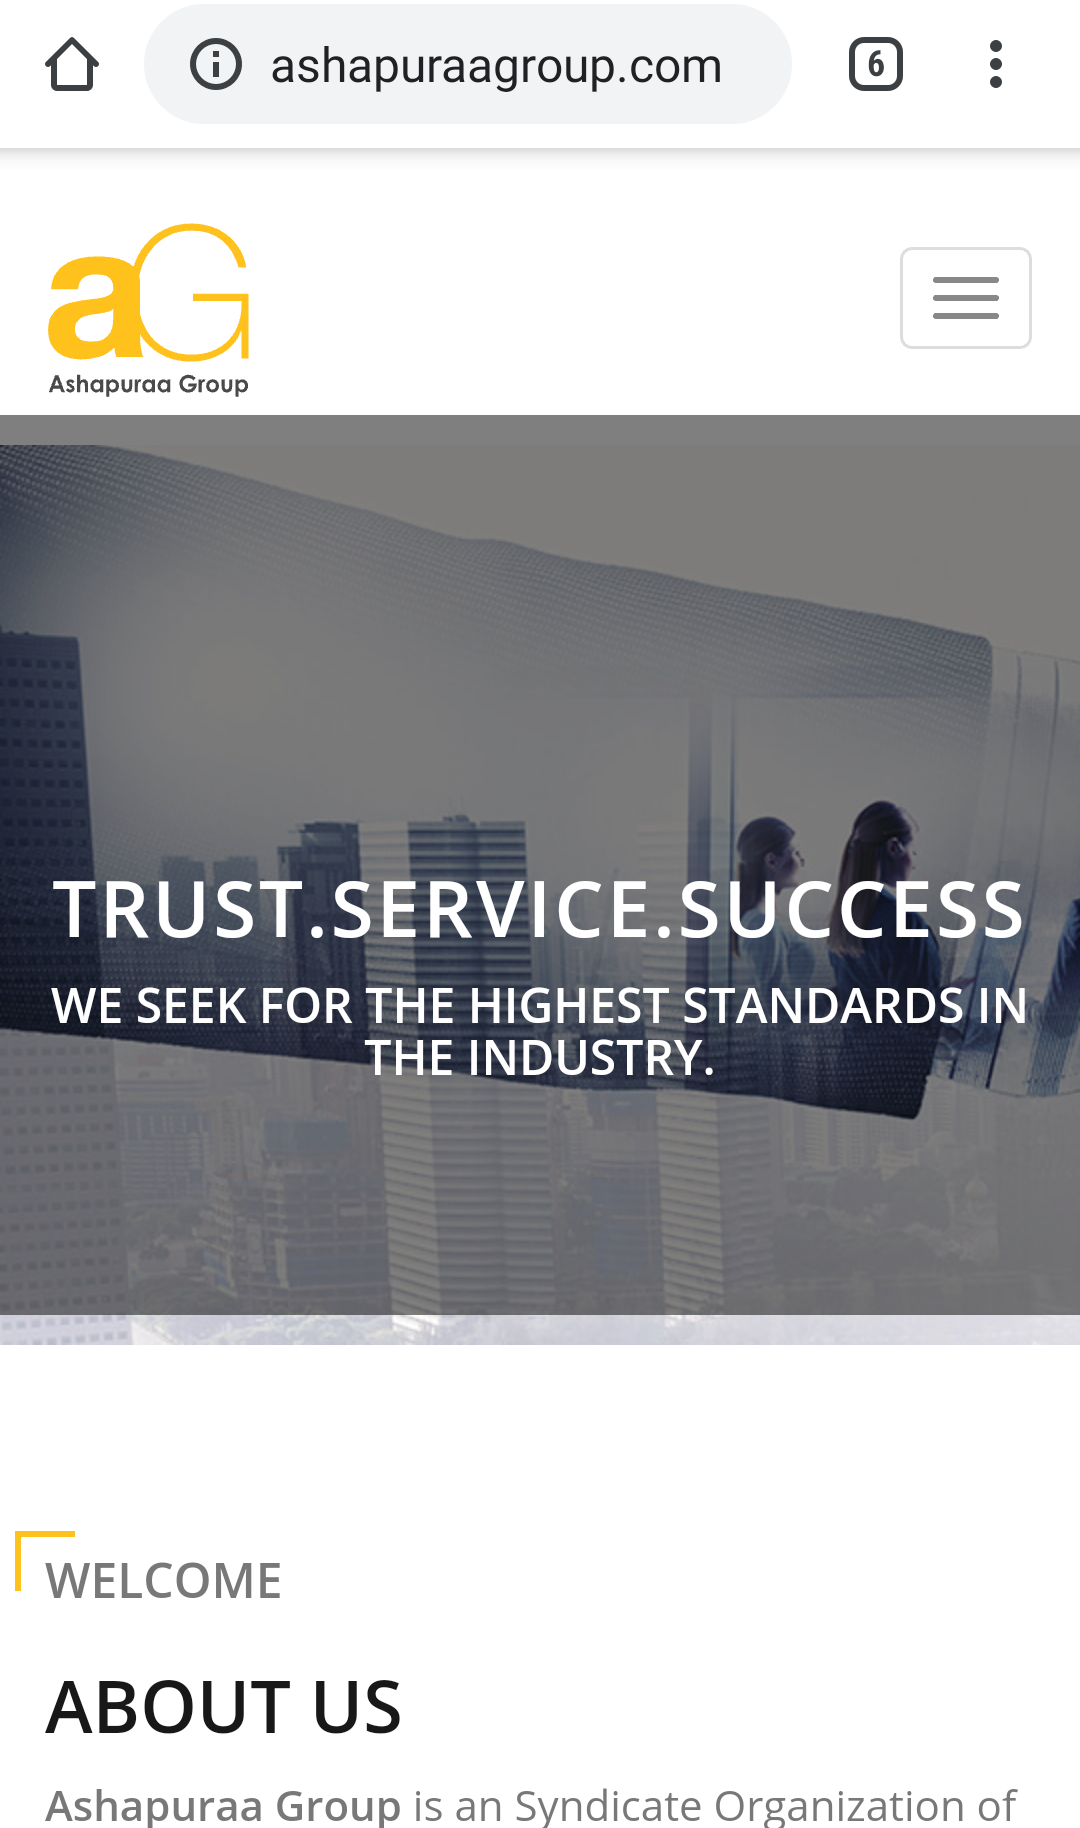 ashapuraagroup.com
6
aG
Ashapuraa Group
TRUST.SERVICE.SUCCESS
WE SEEK FOR THE HIGHEST STANDARDS IN
THE INDUSTRY.
WELCOME
ABOUT US
Ashapuraa Group is an Syndicate Organization of